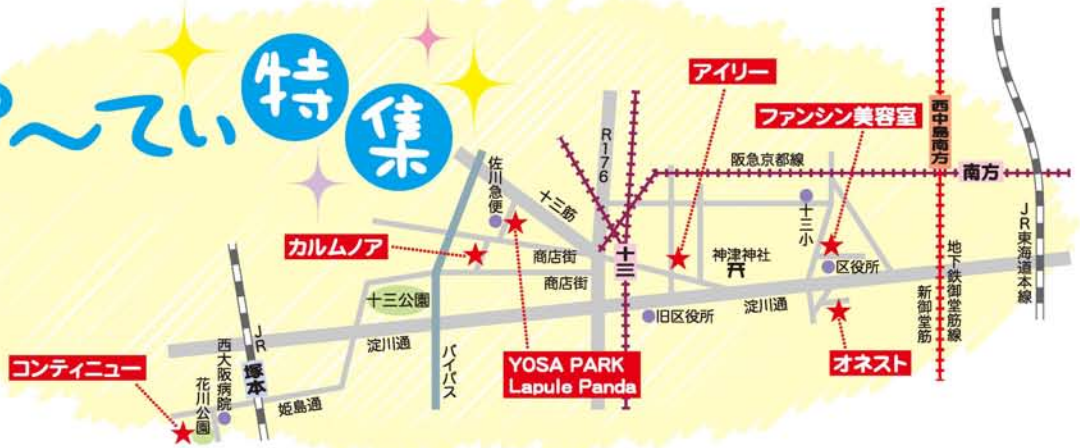 ～てぃ特集
アイリー
ファンシン美容室
カルムノア
YOSA PARK
Lapule Panda
オネスト
コンティニュー
R176
佐川急便
十三筋
阪急京都線
西中島南方
南方
JR東海道本線
地下鉄御堂筋線
新御堂筋
十三小
区役所
神津神社
商店街
商店街
十三
十三公園
旧区役所
淀川通
淀川通
バイパス
JR
塚本
西大阪病院
花川公園
姫島通